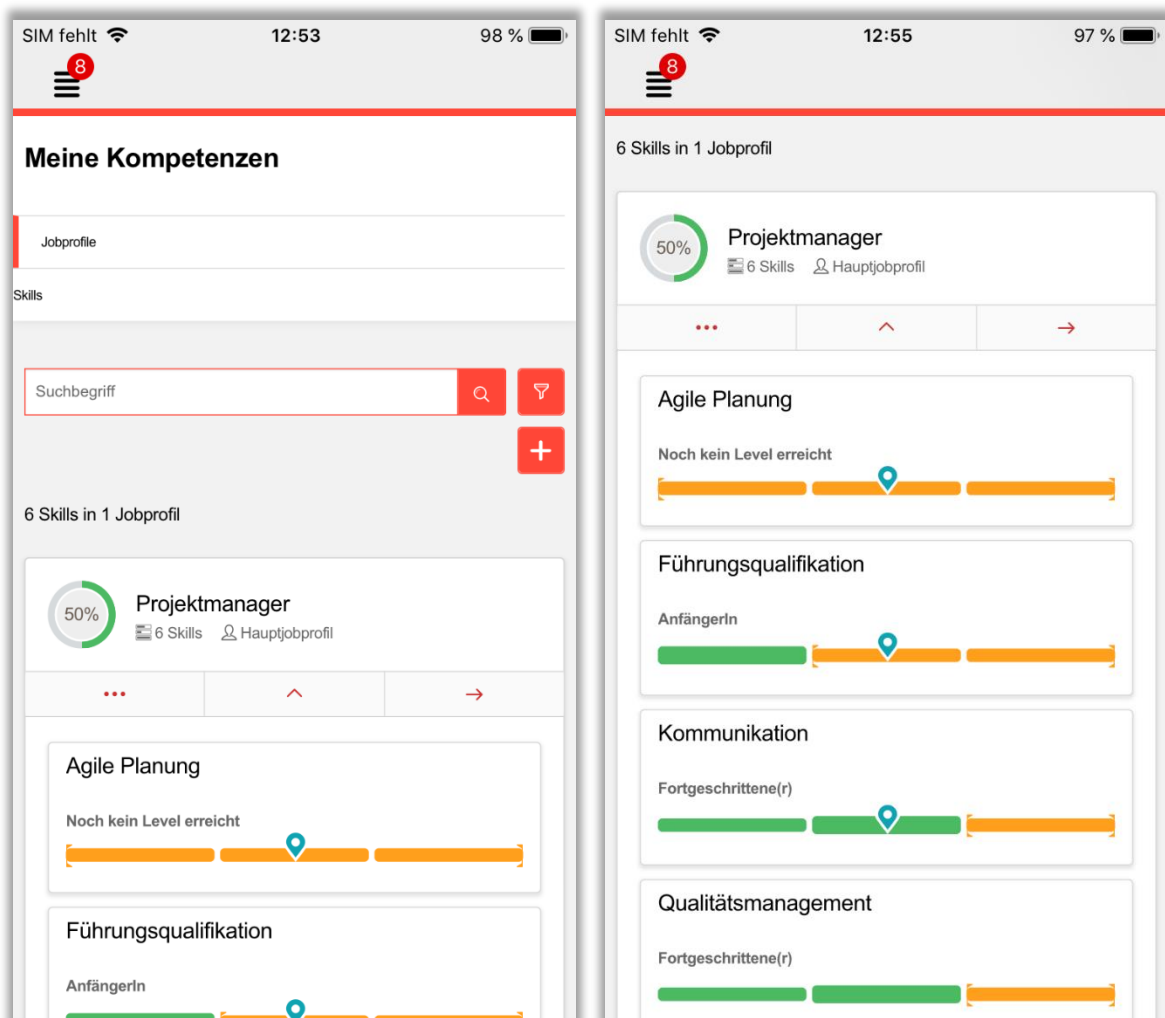 SIM fehlt 12:53 98 %
8
Meine Kompetenzen
Jobprofile
Skills
Suchbegriff
6 Skills in 1 Jobprofil
50%
Projektmanager
6 Skills Hauptjobprofil
Agile Planung
Noch kein Level erreicht
Führungsqualifikation
AnfängerIn
SIM fehlt 12:55 97 %
8
6 Skills in 1 Jobprofil
50%
Projektmanager
6 Skills Hauptjobprofil
Agile Planung
Noch kein Level erreicht
Führungsqualifikation
AnfängerIn
Kommunikation
Fortgeschrittene(r)
Qualitätsmanagement
Fortgeschrittene(r)